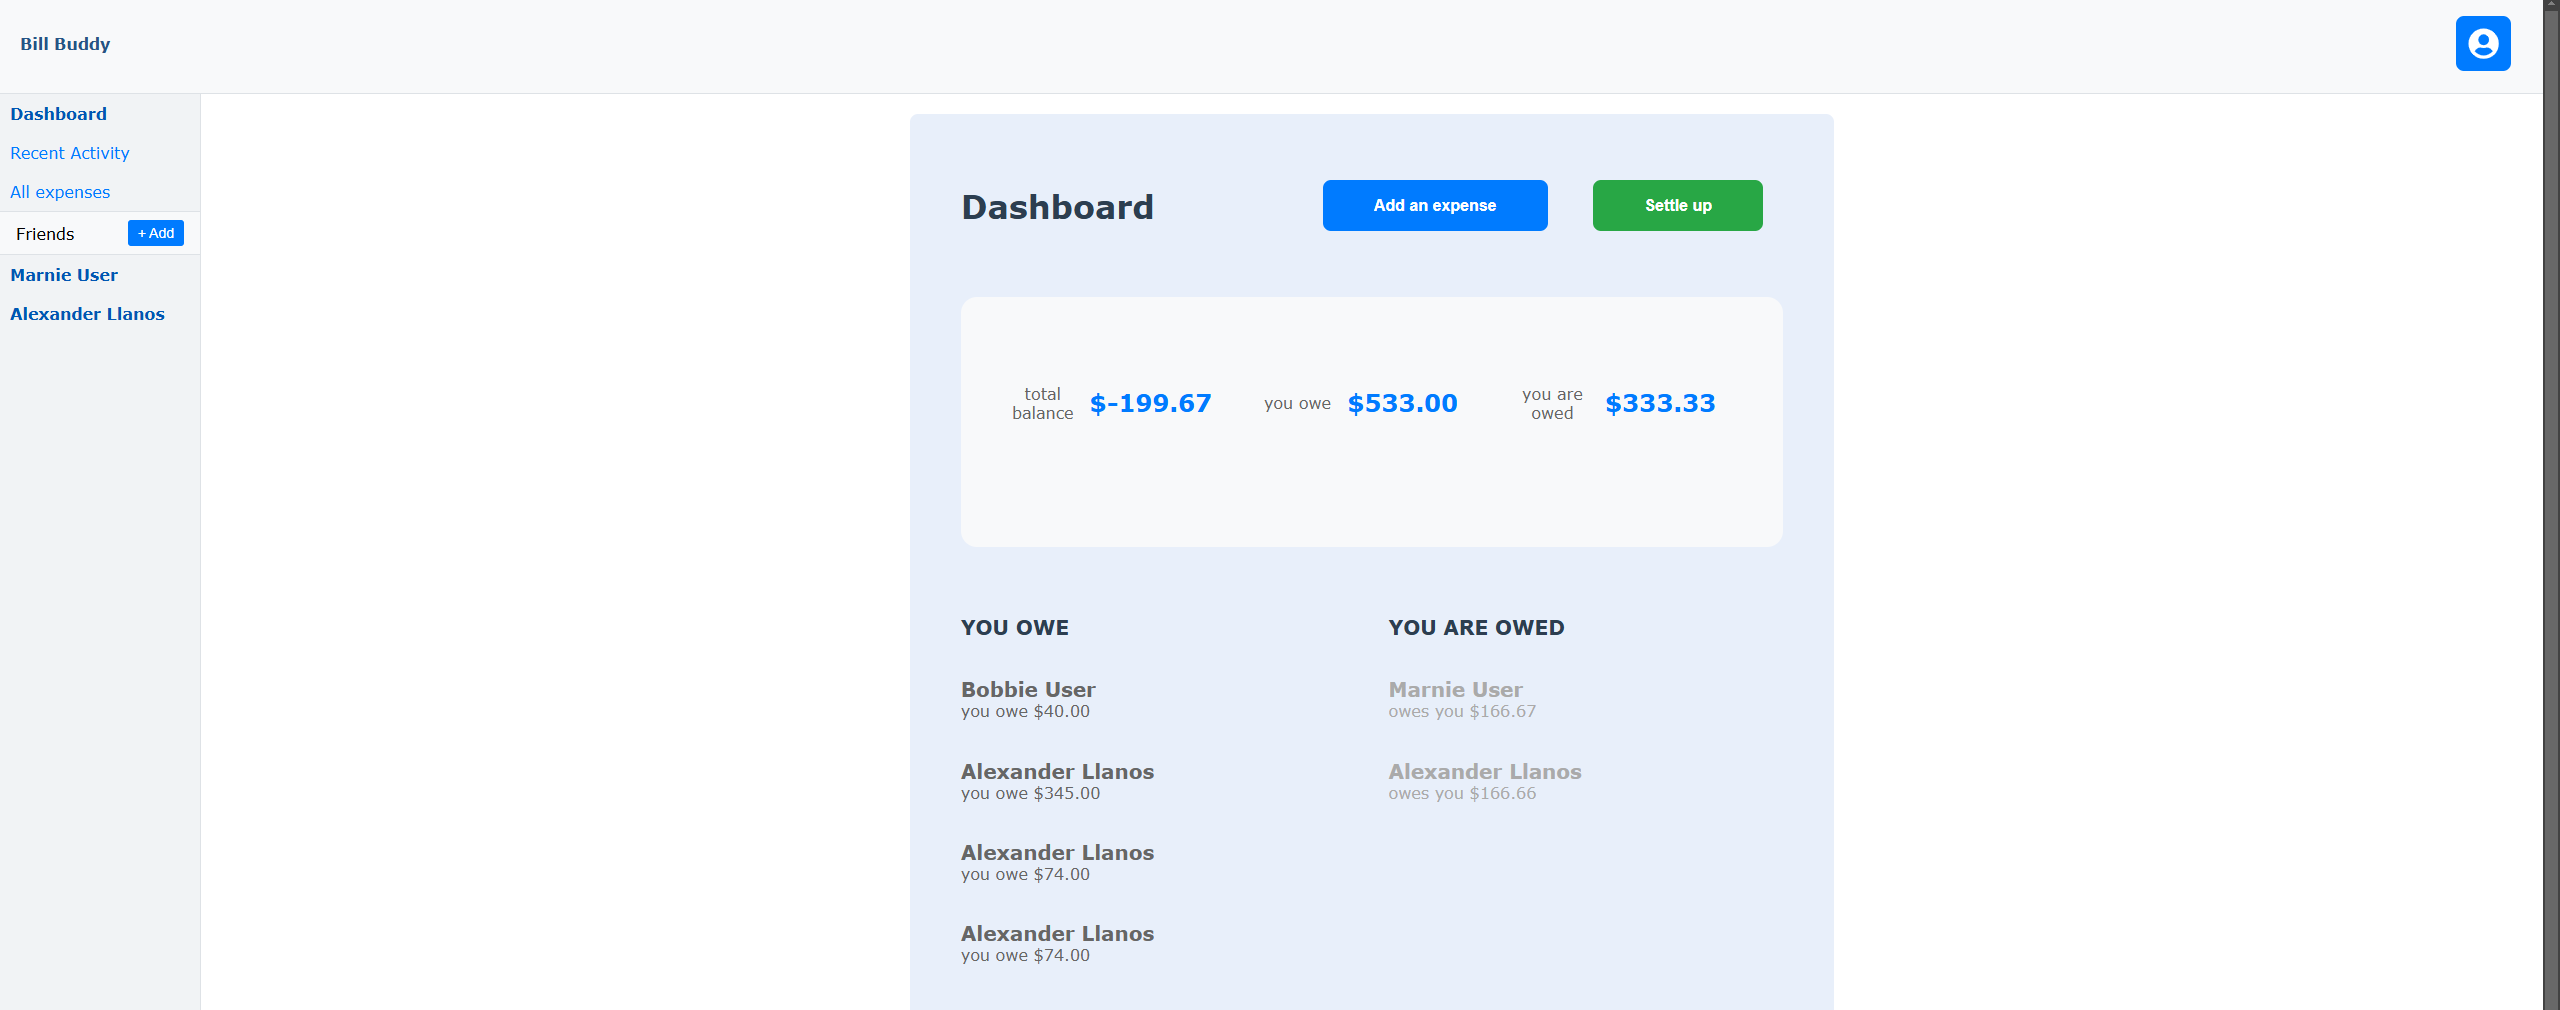 Bill Buddy
Dashboard
Recent Activity
All expenses
Friends
+ Add
Marnie User
Alexander Llanos
Dashboard
Add an expense
Settle up
total
balance
$-199.67
you owe
$533.00
you are
owed
$333.33
YOU OWE
Bobbie User
you owe $40.00
Alexander Llanos
you owe $345.00
Alexander Llanos
you owe $74.00
Alexander Llanos
you owe $74.00
YOU ARE OWED
Marnie User
owes you $166.67
Alexander Llanos
owes you $166.66